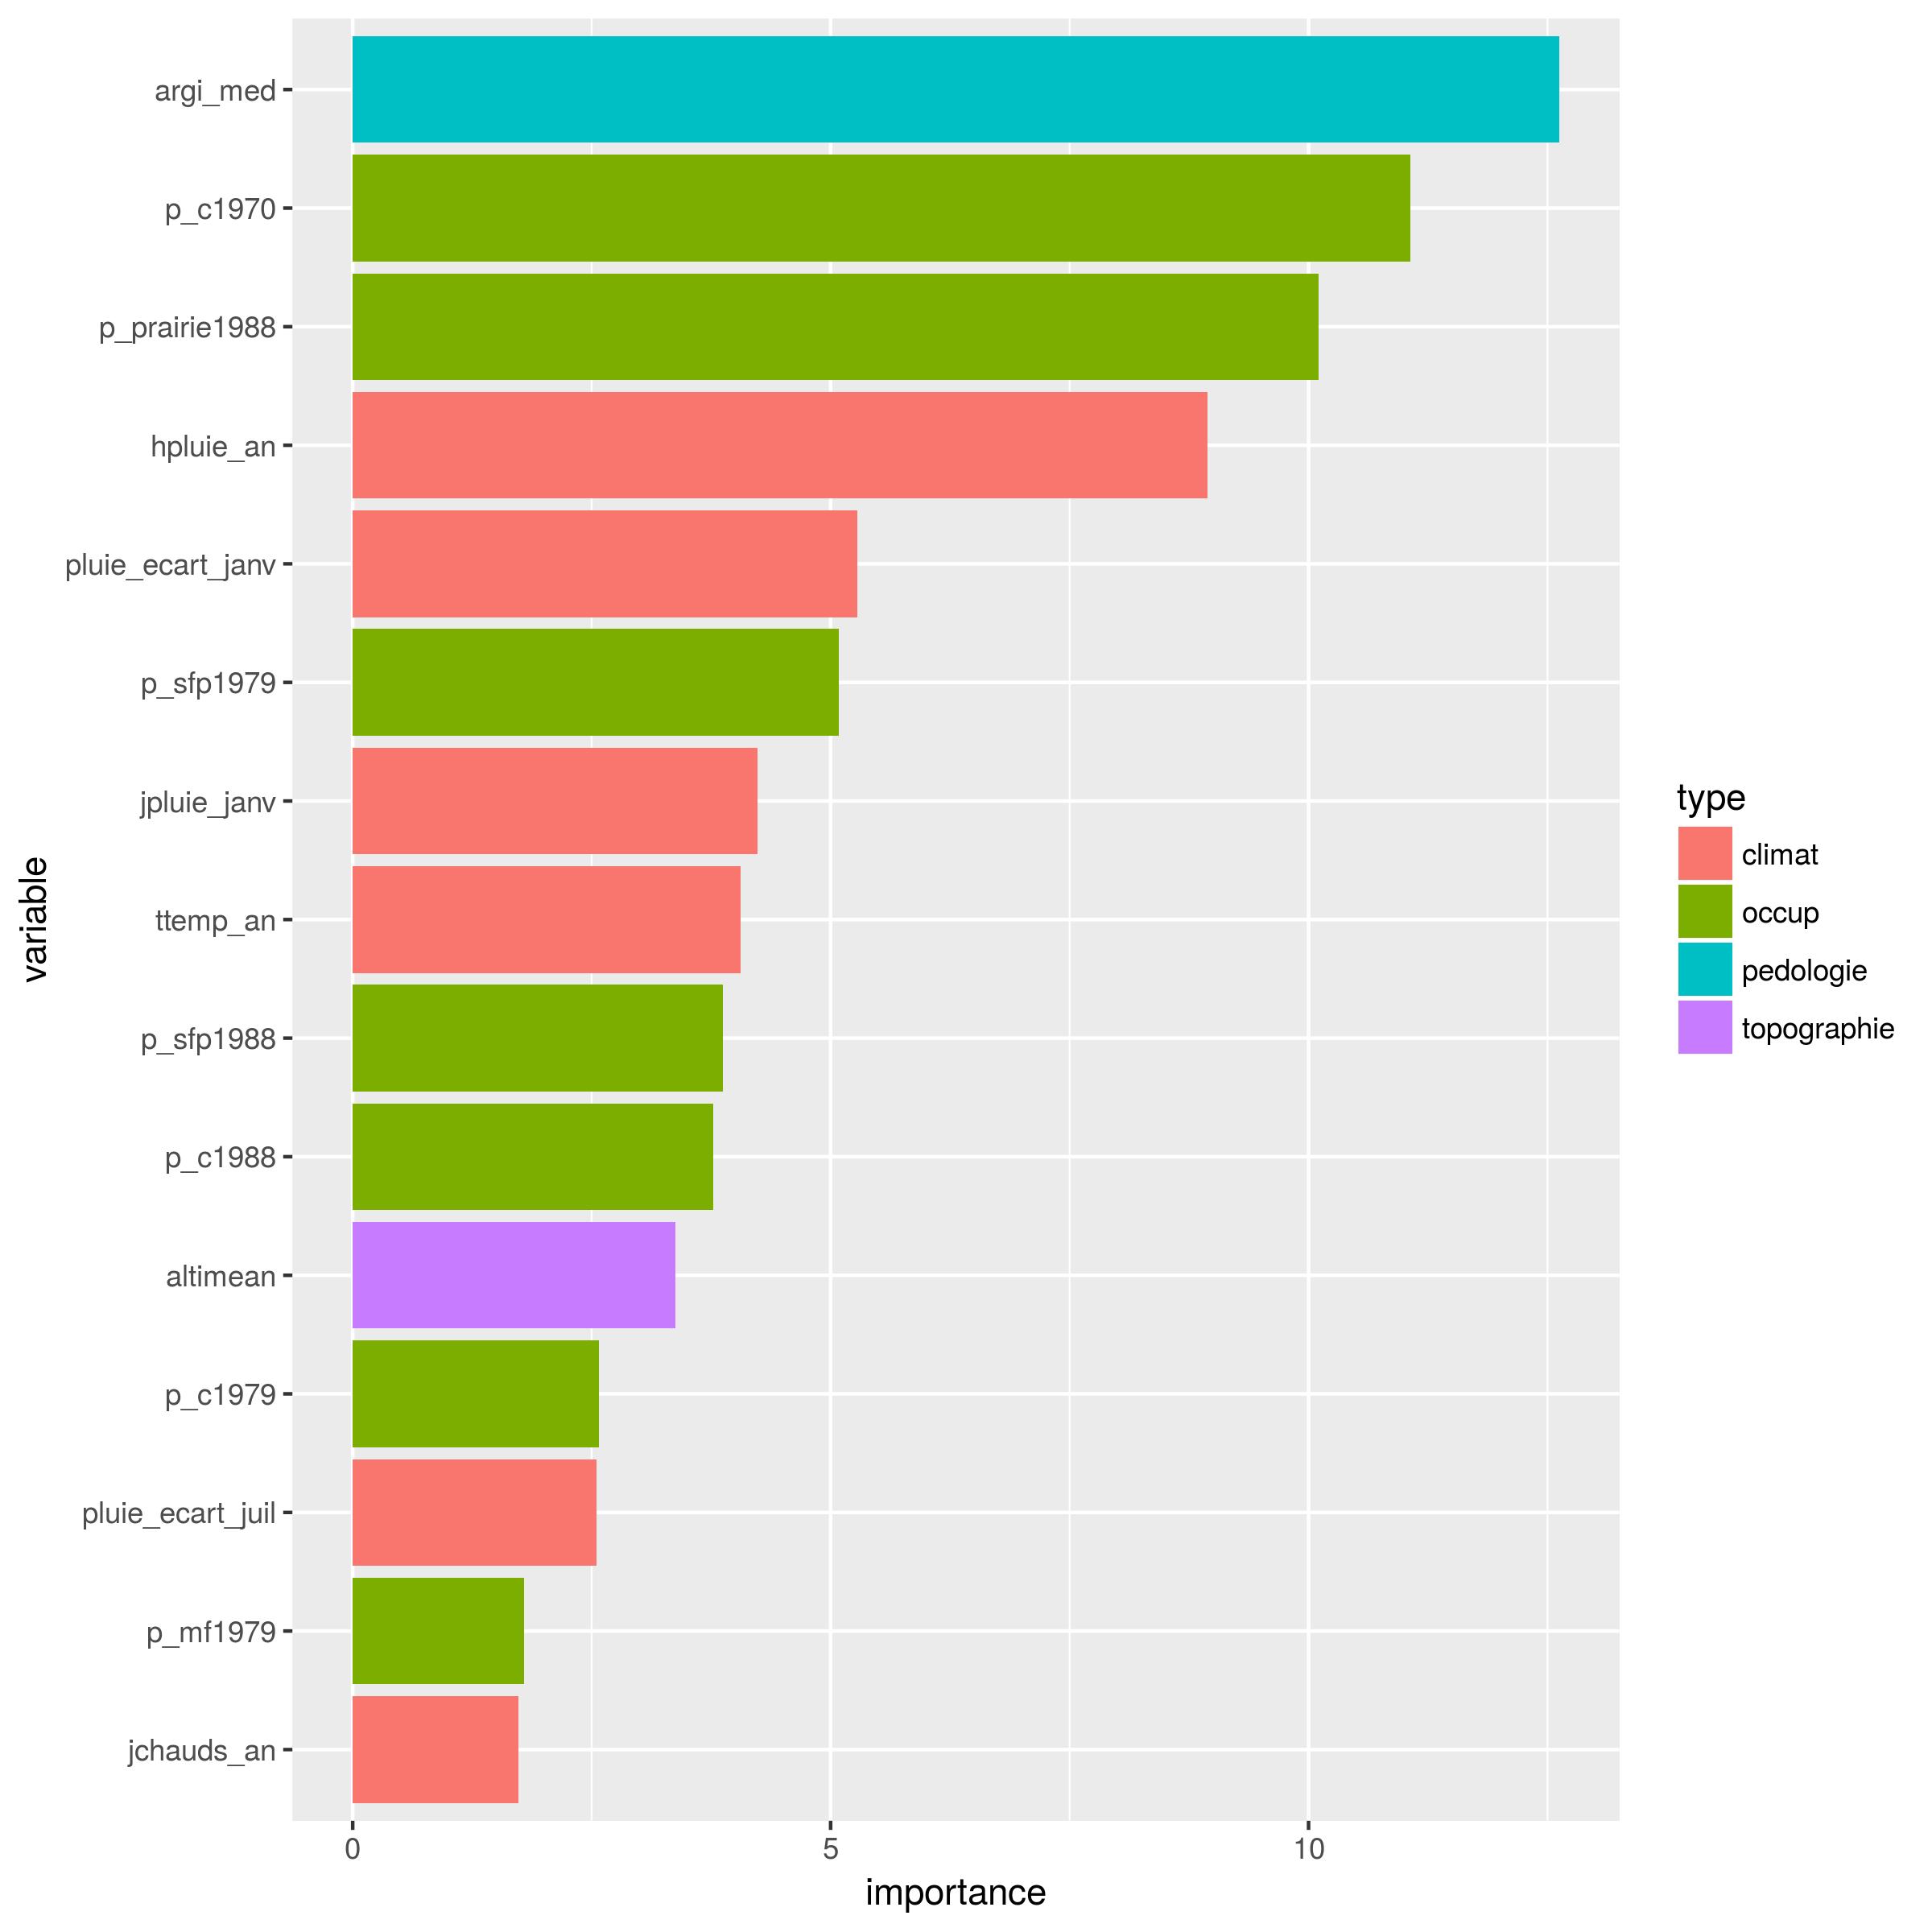 argi_med
p_c1970
p_prairie1988
hpluie_an
pluie_ecart_janv
p_sfp1979
jpluie_janv
ttemp_an
p_sfp1988
p_c1988
altimean
p_c1979
pluie_ecart_juil
p_mf1979
jchauds_an
variable
0 5 10
importance
type
climat
occup
pedologie
topographie